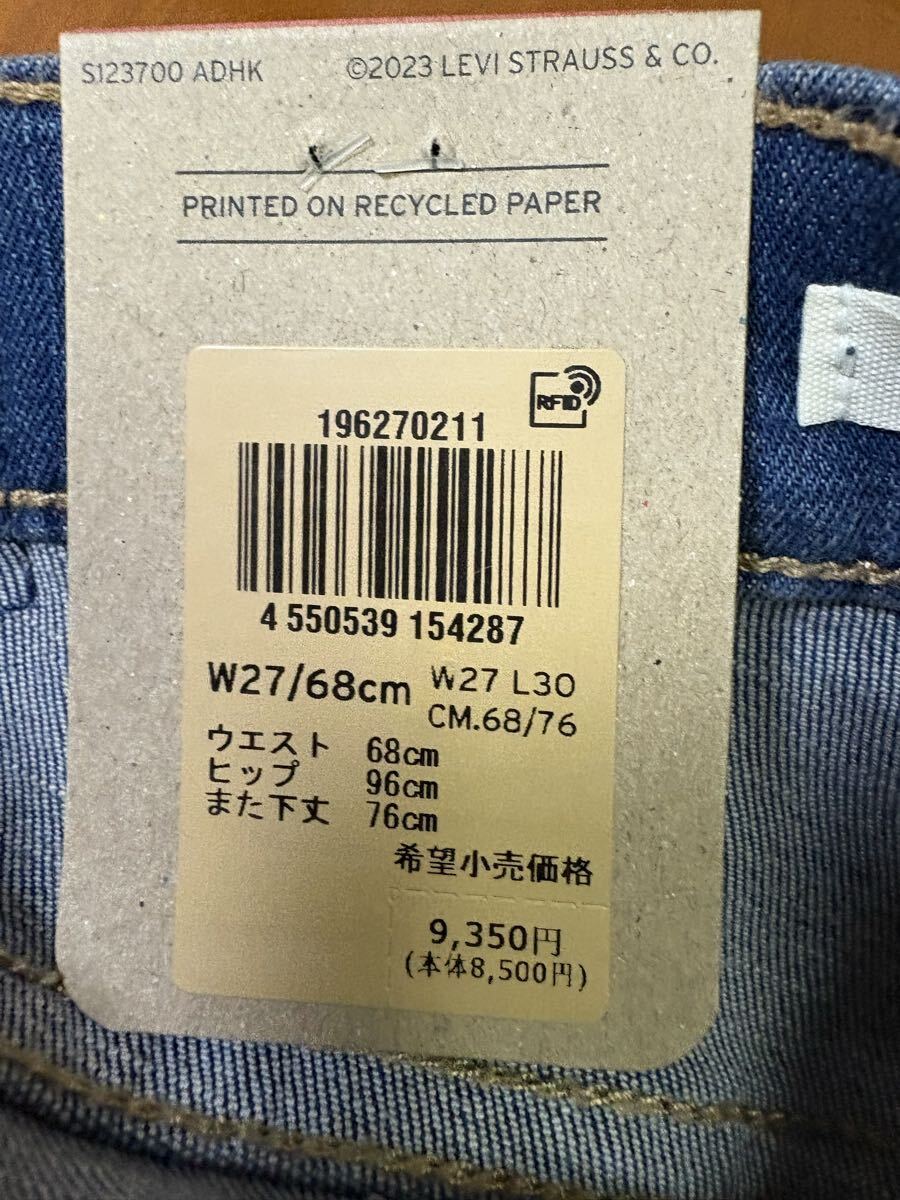 S123700 ADHK ©2023 LEVI STRAUSS & CO.
PRINTED ON RECYCLED PAPER
RFID
196270211
4 550539 154287
W27/68cm W27 L30
CM.68/76
ウエスト 68cm
ヒップ 96cm
また下丈 76cm
希望小売価格
9,350円
(本体8,500円)